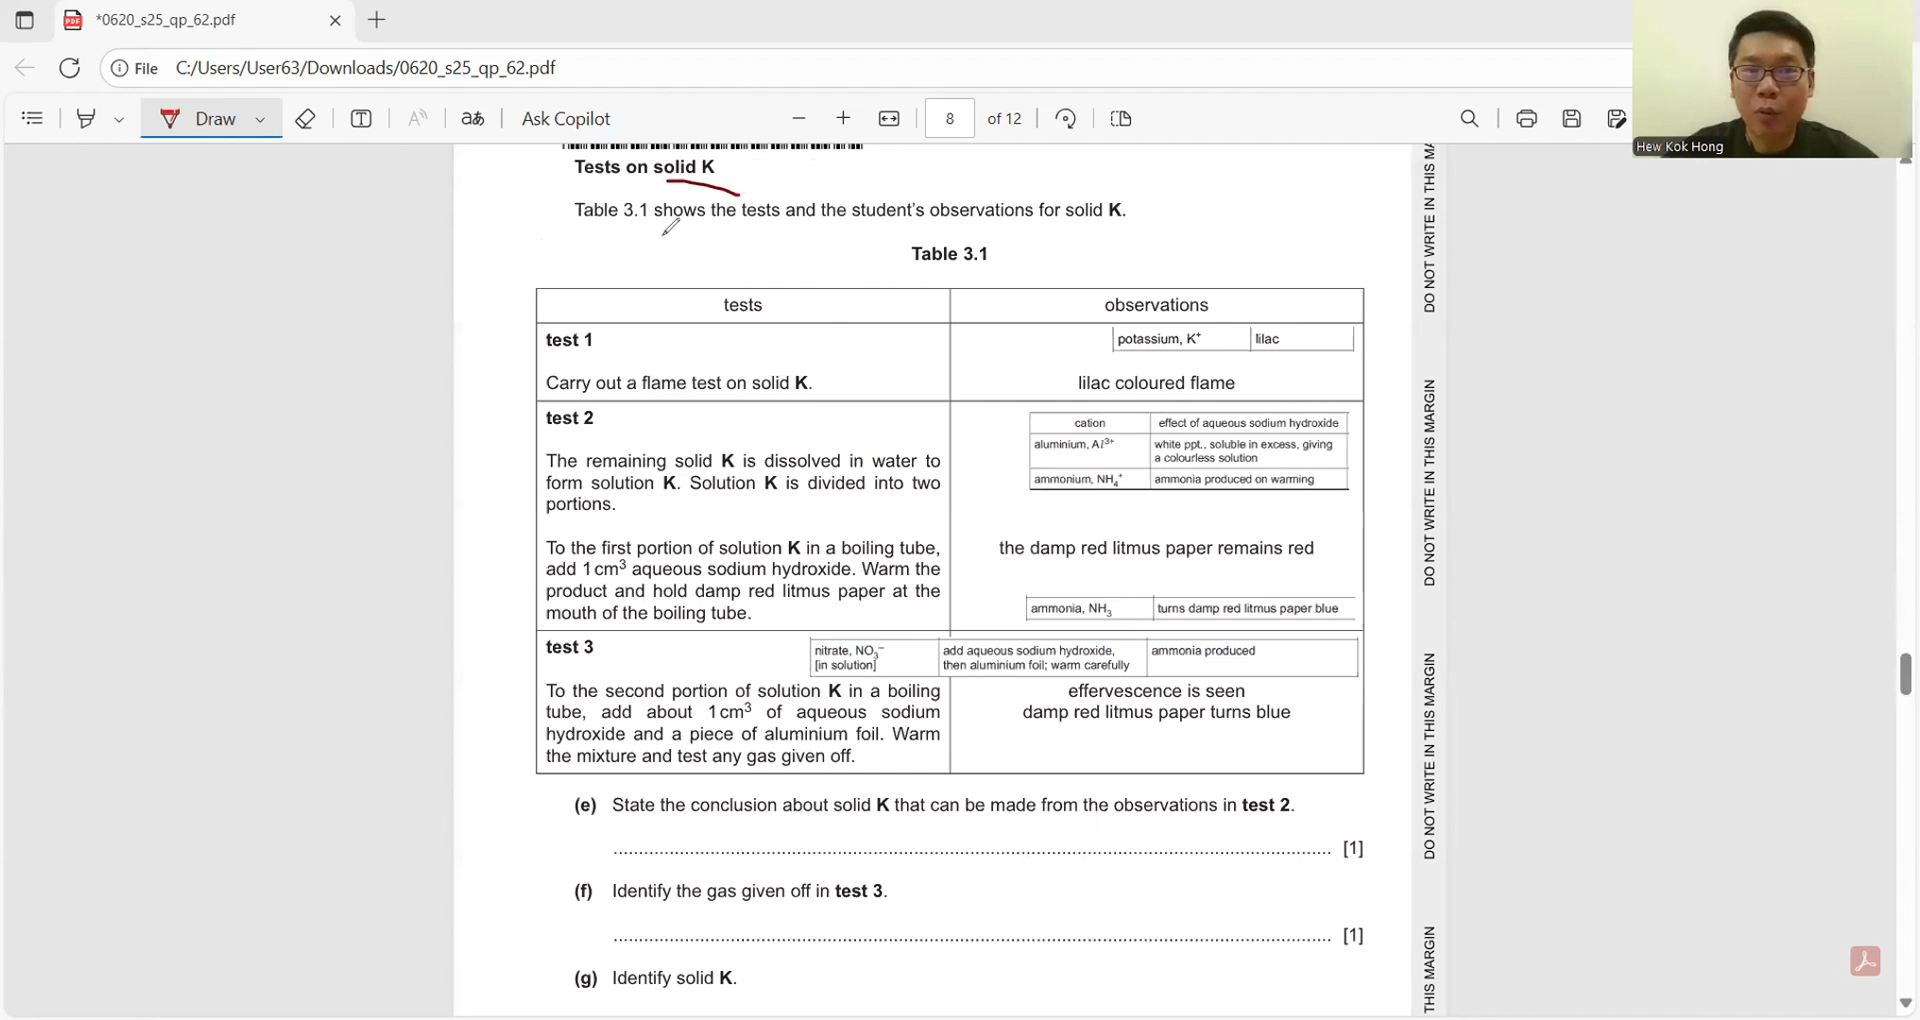 *0620_s25_qp_62.pdf
File C:/Users/User63/Downloads/0620_s25_qp_62.pdf
Draw
aあ
Ask Copilot
8 of 12
Hew Kok Hong
Tests on solid K
Table 3.1 shows the tests and the student's observations for solid K.
Table 3.1
tests
observations
test 1
potassium, K⁺ lilac
Carry out a flame test on solid K.
lilac coloured flame
test 2
cation effect of aqueous sodium hydroxide
aluminium, Al³⁺ white ppt., soluble in excess, giving
a colourless solution
ammonium, NH₄⁺ ammonia produced on warming
The remaining solid K is dissolved in water to
form solution K. Solution K is divided into two
portions.
To the first portion of solution K in a boiling tube,
add 1 cm³ aqueous sodium hydroxide. Warm the
product and hold damp red litmus paper at the
mouth of the boiling tube.
the damp red litmus paper remains red
ammonia, NH₃ turns damp red litmus paper blue
test 3
nitrate, NO₃⁻
[in solution]
add aqueous sodium hydroxide,
then aluminium foil; warm carefully
ammonia produced
To the second portion of solution K in a boiling
tube, add about 1 cm³ of aqueous sodium
hydroxide and a piece of aluminium foil. Warm
the mixture and test any gas given off.
effervescence is seen
damp red litmus paper turns blue
(e) State the conclusion about solid K that can be made from the observations in test 2.
[1]
(f) Identify the gas given off in test 3.
[1]
(g) Identify solid K.
DO NOT WRITE IN THIS MA
DO NOT WRITE IN THIS MARGIN
DO NOT WRITE IN THIS MARGIN
THIS MARGIN